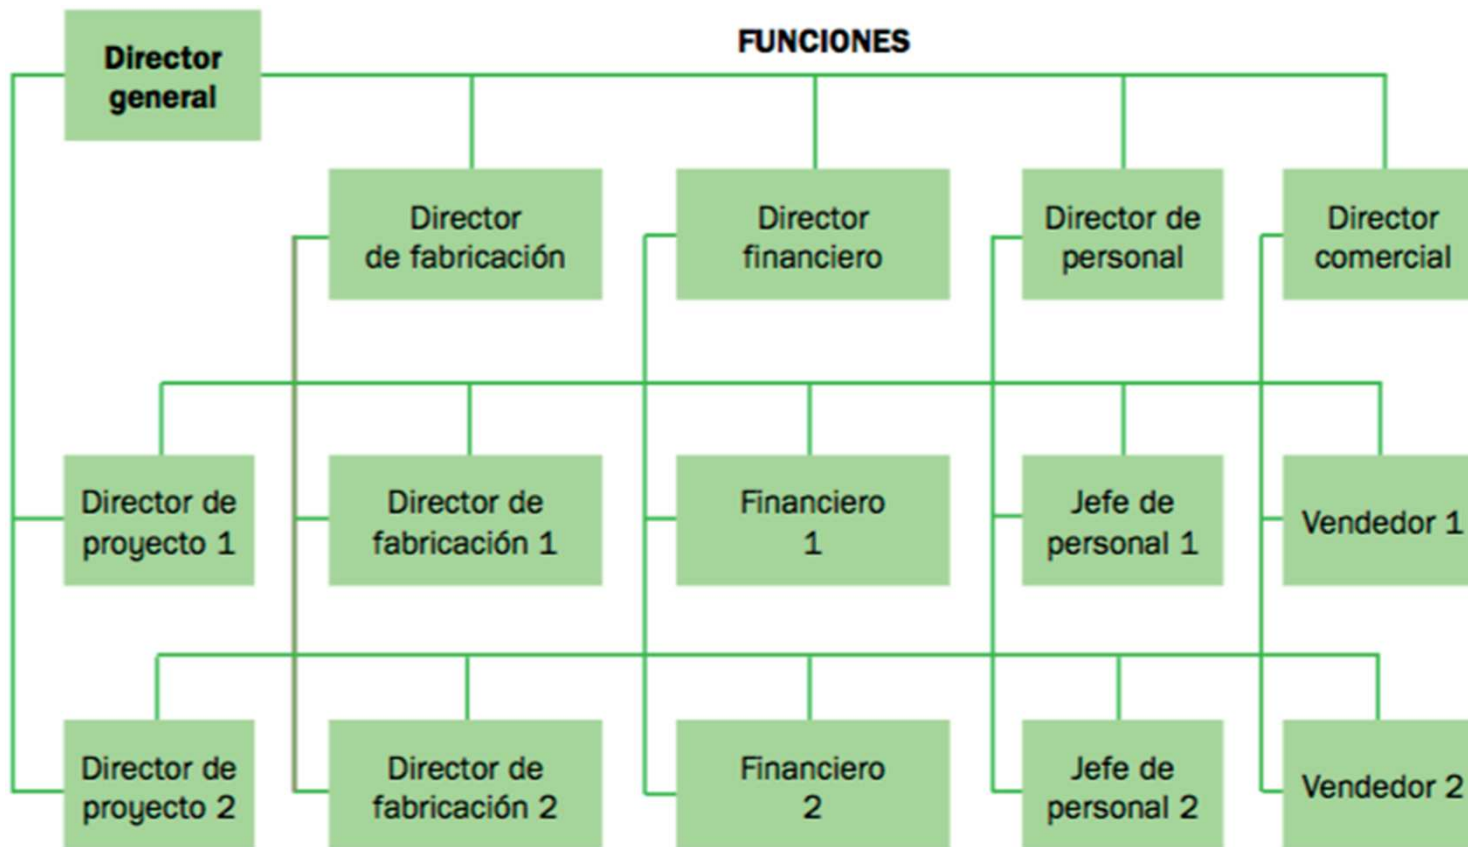 Director
general
FUNCIONES
Director
de fabricación
Director
financiero
Director de
personal
Director
comercial
Director de
proyecto 1
Director de
fabricación 1
Financiero
1
Jefe de
personal 1
Vendedor 1
Director de
proyecto 2
Director de
fabricación 2
Financiero
2
Jefe de
personal 2
Vendedor 2